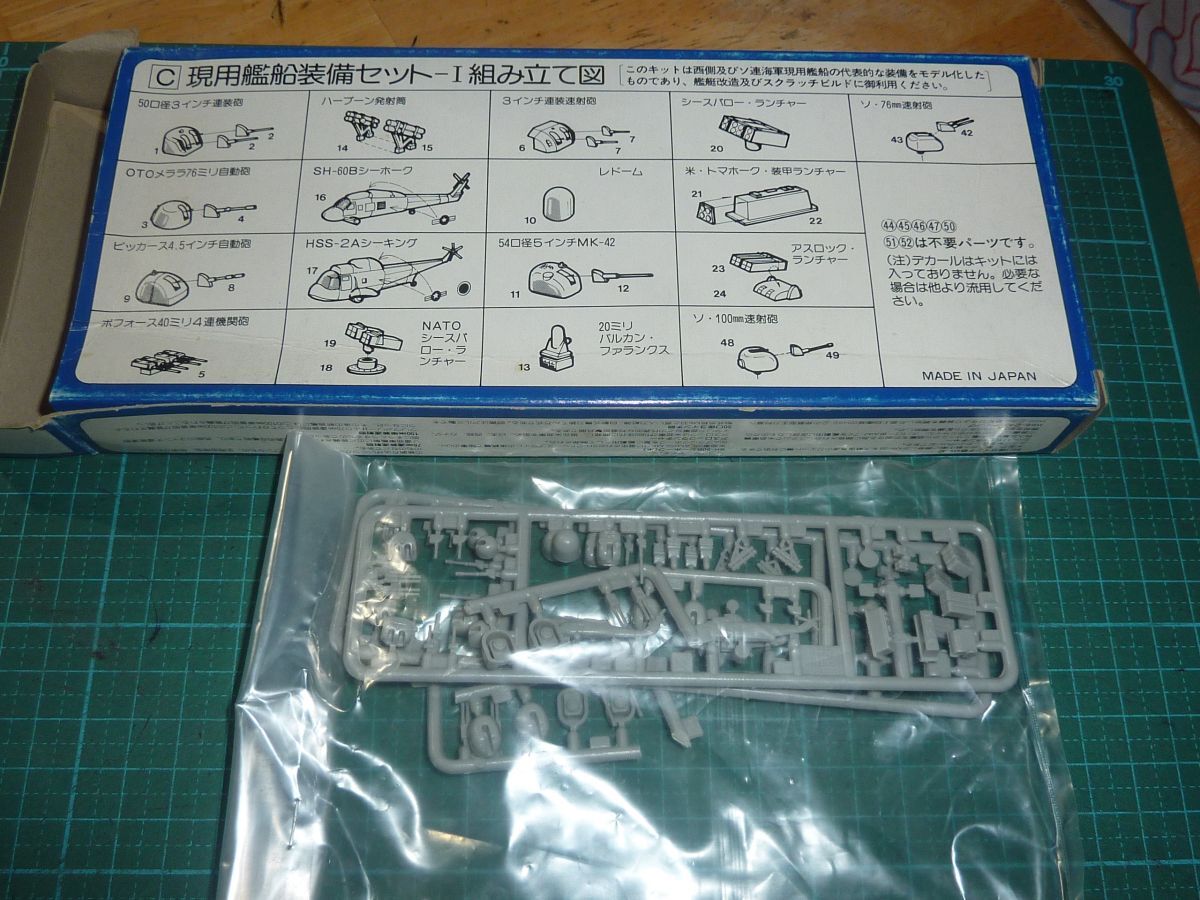 C 現用艦船装備セット-I組み立て図
このキットは西側及びソ連海軍現用艦船の代表的な装備をモデル化した
ものであり、艦艇改造及びスクラッチビルドに御利用ください。
50口径3インチ連装砲
1 2 2
ハープーン発射筒
14 15
3インチ連装速射砲
6 7 7
シースパロー・ランチャー
20
ソ・76mm速射砲
43 42
OTOメララ76ミリ自動砲
3 4
SH-60Bシーホーク
16
レドーム
10
米・トマホーク・装甲ランチャー
21 22
ビッカース4.5インチ自動砲
9 8
HSS-2Aシーキング
17
54口径5インチMK-42
11 12
アスロック・
ランチャー
23
24
㊹㊺㊻㊼㊿
51 52は不要パーツです。
(注)デカールはキットには
入っておりません。必要な
場合は他より流用してくだ
さい。
ボフォース40ミリ4連機関砲
5
NATO
シースパ
ロー・ラ
ンチャー
19
18
20ミリ
バルカン・
ファランクス
13
ソ・100mm速射砲
48 49
MADE IN JAPAN
30